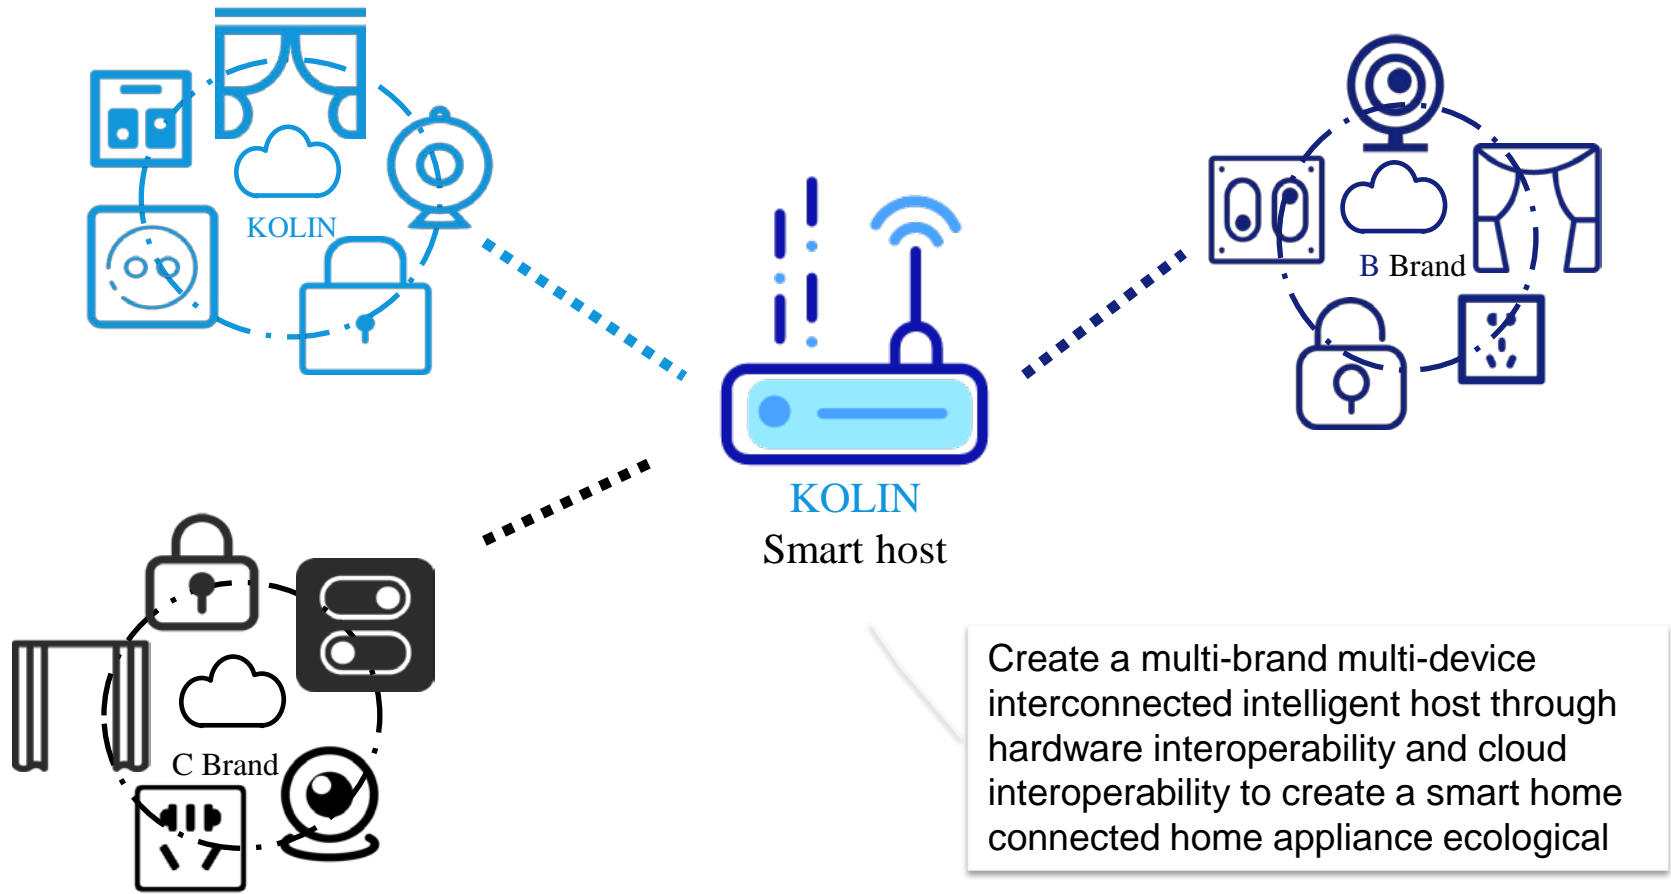 KOLIN
B Brand
KOLIN
Smart host
C Brand
Create a multi-brand multi-device
interconnected intelligent host through
hardware interoperability and cloud
interoperability to create a smart home
connected home appliance ecological